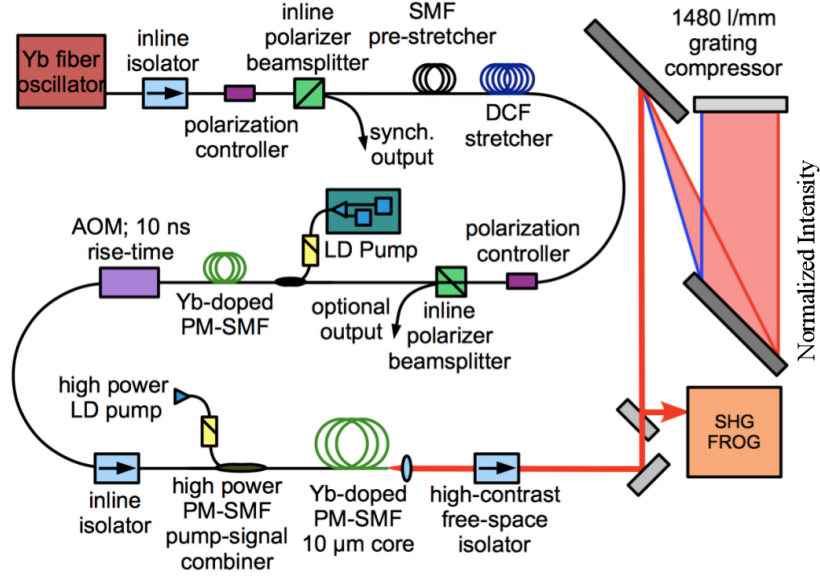 Yb fiber
oscillator
inline
isolator
polarization
controller
inline
polarizer
beamsplitter
synch.
output
SMF
pre-stretcher
DCF
stretcher
1480 l/mm
grating
compressor
Normalized Intensity
AOM; 10 ns
rise-time
Yb-doped
PM-SMF
LD Pump
optional
output
inline
polarizer
beamsplitter
polarization
controller
high power
LD pump
inline
isolator
high power
PM-SMF
pump-signal
combiner
Yb-doped
PM-SMF
10 µm core
high-contrast
free-space
isolator
SHG
FROG